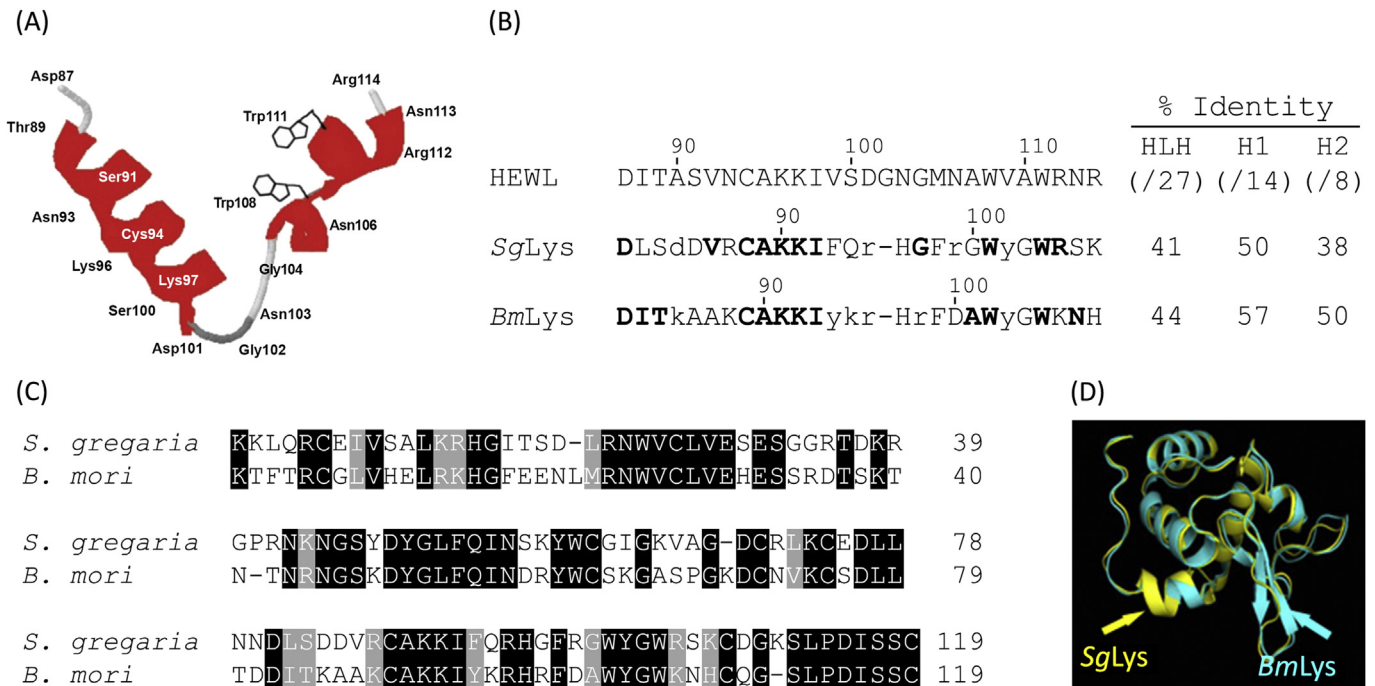 (A)
Asp87
Thr89
Ser91
Asn93
Cys94
Lys96
Lys97
Ser100
Asp101
Gly102
Asn103
Gly104
Asn106
Trp108
Trp111
Arg112
Asn113
Arg114
(B)
% Identity
HLH H1 H2
(/27) (/14) (/8)
90 100 110
HEWL DITASVNCAKKIVSDGNGMNAWVAWRNR
90 100
SgLys DLSdDVRCAKKIFQr-HGFrGWyGWRSK 41 50 38
90 100
BmLys DITkAAKCAKKIykr-HrFDAWyGWKNH 44 57 50
(C)
S. gregaria KKLQRCEIVSALKRHGITSD-LRNWVCLVESESGGRTDKR 39
B. mori KTFTRCGLVHELRKHGFEENLMRNWVCLVEHESSRDTSKT 40
S. gregaria GPRNKNGSYDYGLFQINSKYWCGIGKVAG-DCRLKCEDLL 78
B. mori N-TNRNGSKDYGLFQINDRYWCSKGASPGKDCNVKCSDLL 79
S. gregaria NNDLSDDVRCAKKIFQRHGFRGWYGWRSKCDGKSLPDISSC 119
B. mori TDDITKAAKCAKKIYKRHRFDAWYGWKNHCQG-SLPDISSC 119
(D)
SgLys
BmLys